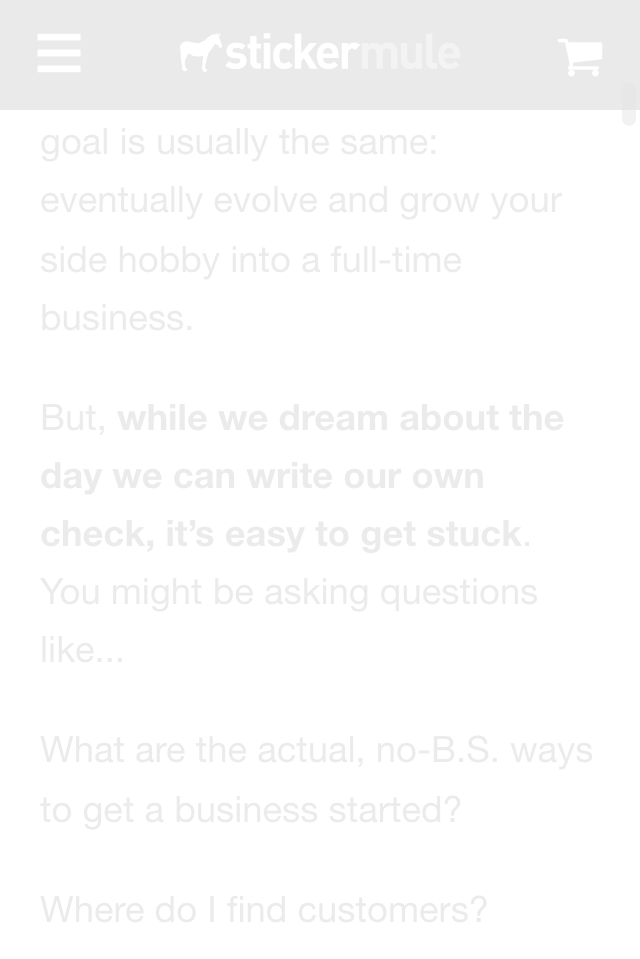 stickermule
goal is usually the same:
eventually evolve and grow your
side hobby into a full-time
business.
But, while we dream about the
day we can write our own
check, it’s easy to get stuck.
You might be asking questions
like...
What are the actual, no-B.S. ways
to get a business started?
Where do I find customers?